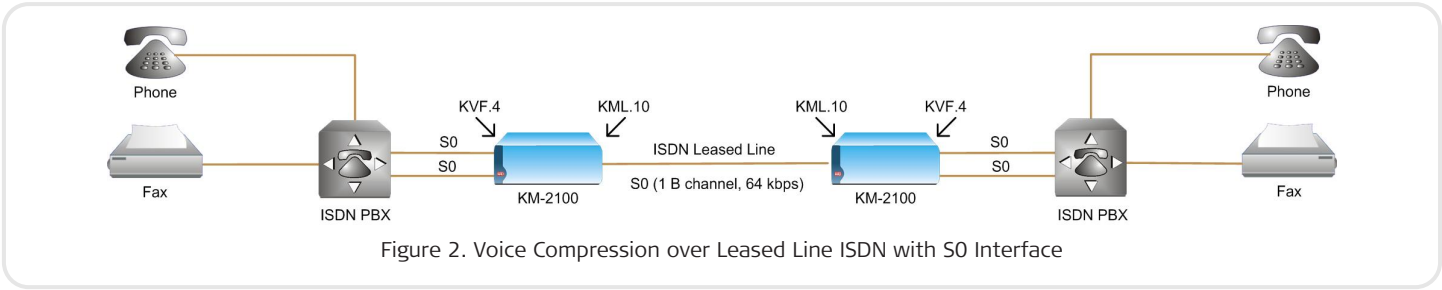 Phone
Fax
ISDN PBX
S0
S0
KVF.4
KML.10
KM-2100
ISDN Leased Line
S0 (1 B channel, 64 kbps)
KML.10
KVF.4
KM-2100
S0
S0
ISDN PBX
Phone
Fax
Figure 2. Voice Compression over Leased Line ISDN with S0 Interface